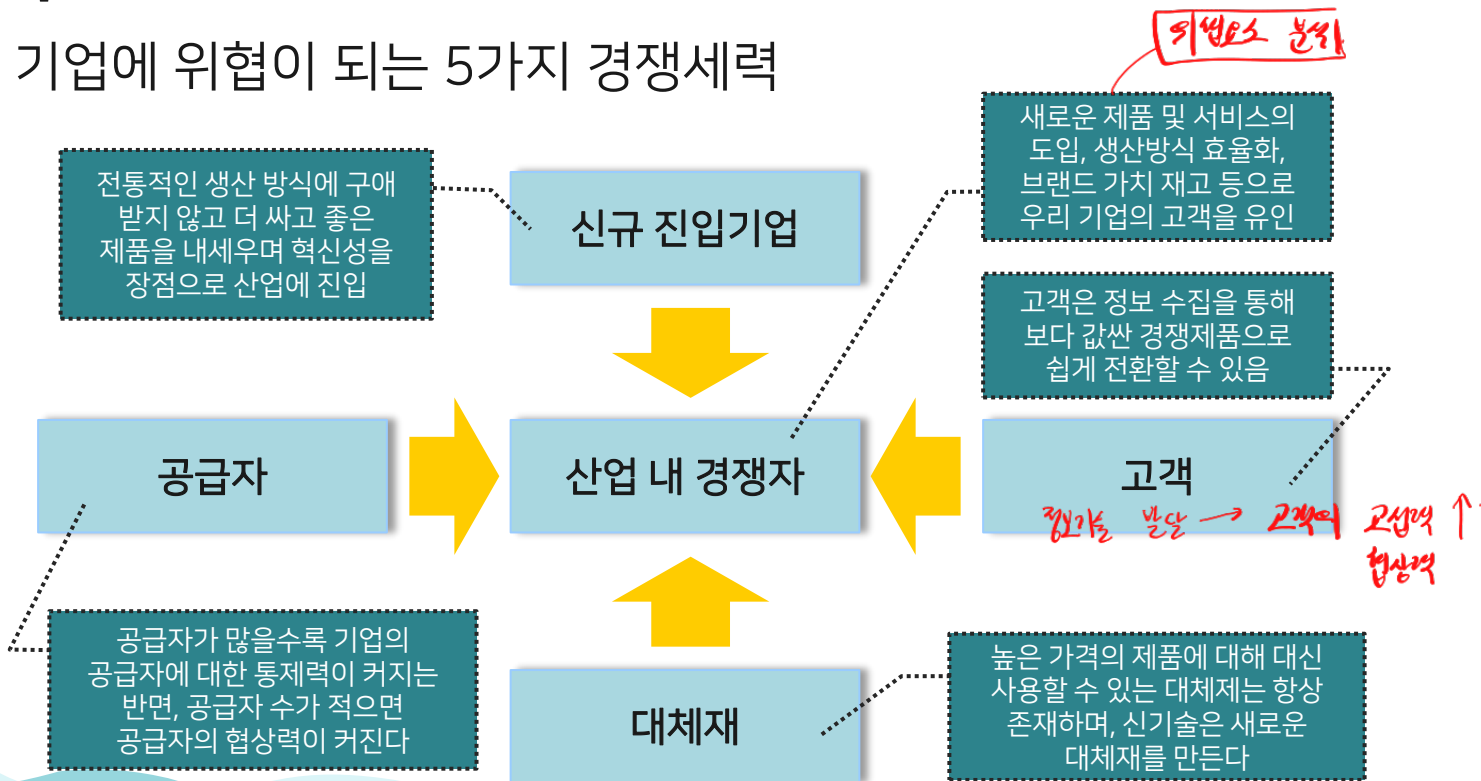 기업에 위협이 되는 5가지 경쟁세력
위협요소 분석
새로운 제품 및 서비스의
도입, 생산방식 효율화,
브랜드 가치 재고 등으로
우리 기업의 고객을 유인
전통적인 생산 방식에 구애
받지 않고 더 싸고 좋은
제품을 내세우며 혁신성을
장점으로 산업에 진입
신규 진입기업
고객은 정보 수집을 통해
보다 값싼 경쟁제품으로
쉽게 전환할 수 있음
공급자
산업 내 경쟁자
고객
정보기술 발달 → 고객의 교섭력 ↑
협상력
공급자가 많을수록 기업의
공급자에 대한 통제력이 커지는
반면, 공급자 수가 적으면
공급자의 협상력이 커진다
대체재
높은 가격의 제품에 대해 대신
사용할 수 있는 대체제는 항상
존재하며, 신기술은 새로운
대체재를 만든다